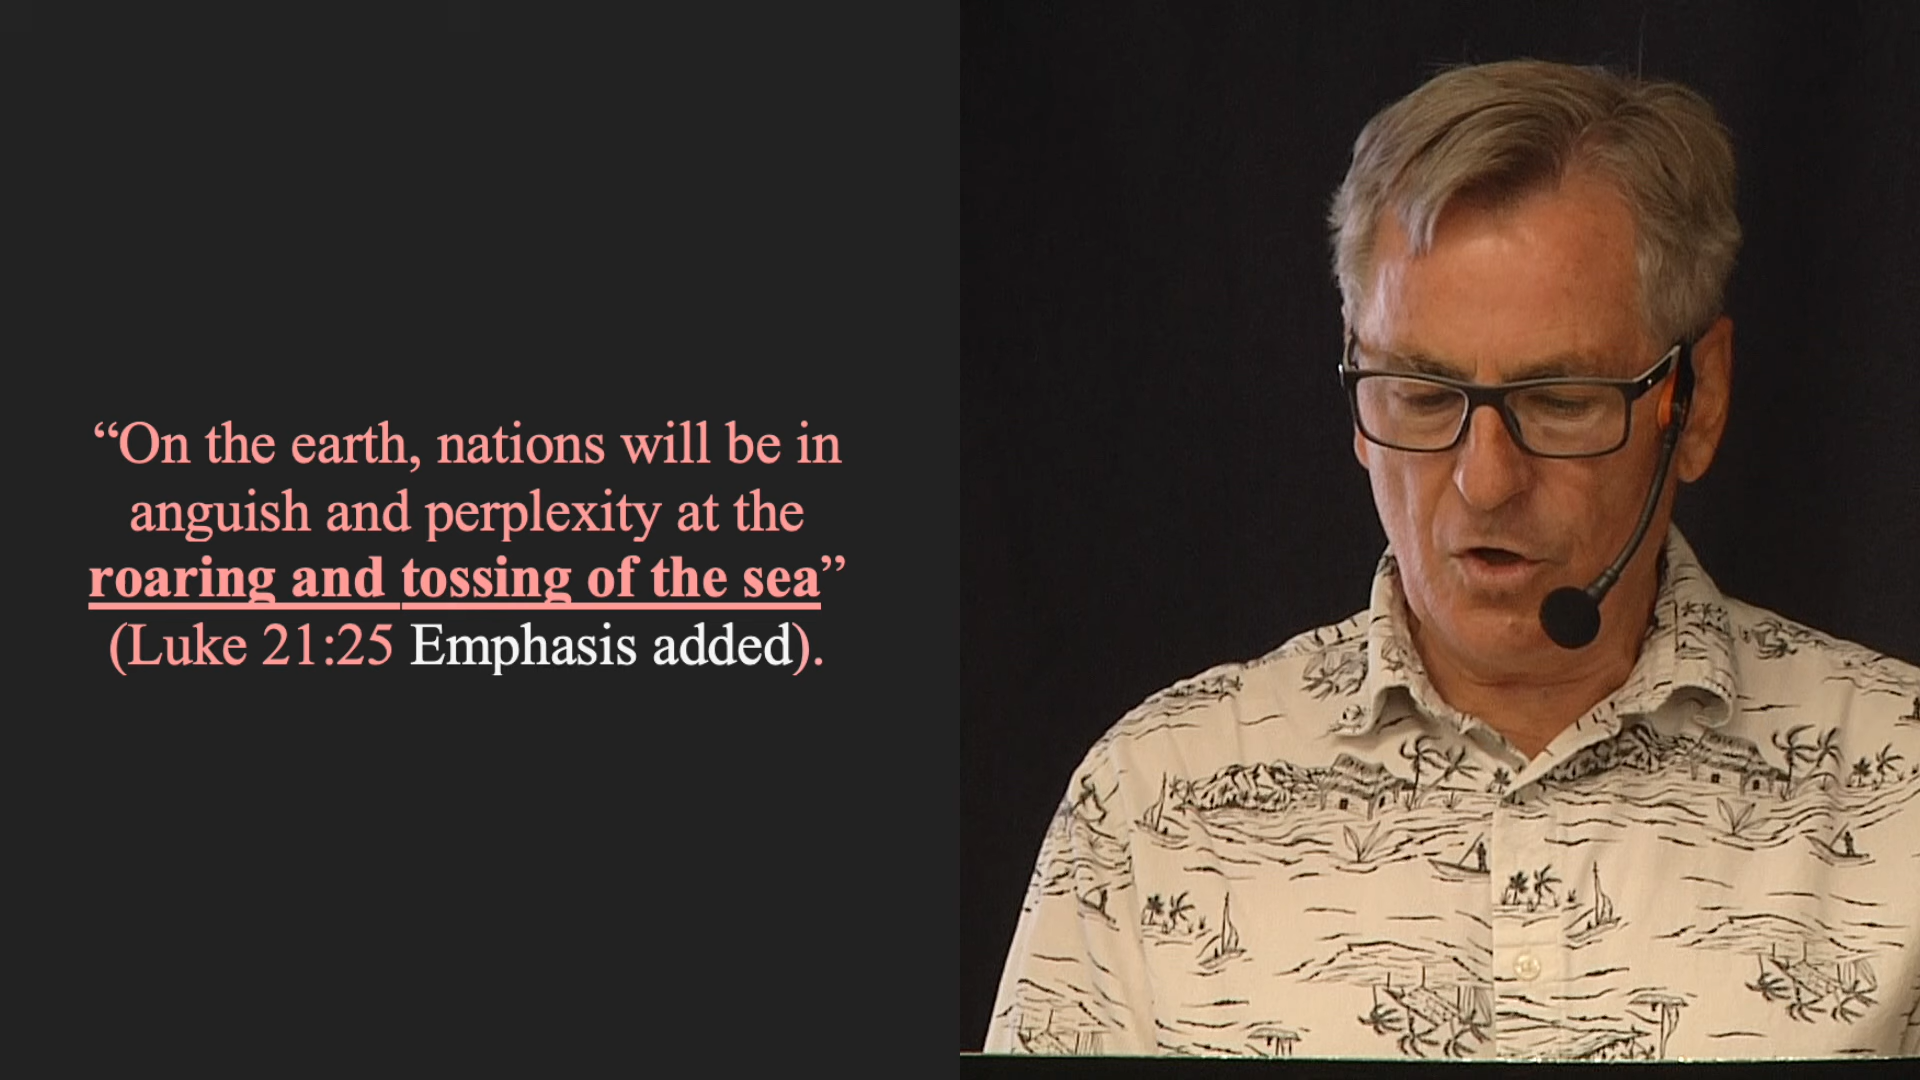 “On the earth, nations will be in
anguish and perplexity at the
roaring and tossing of the sea”
(Luke 21:25 Emphasis added).